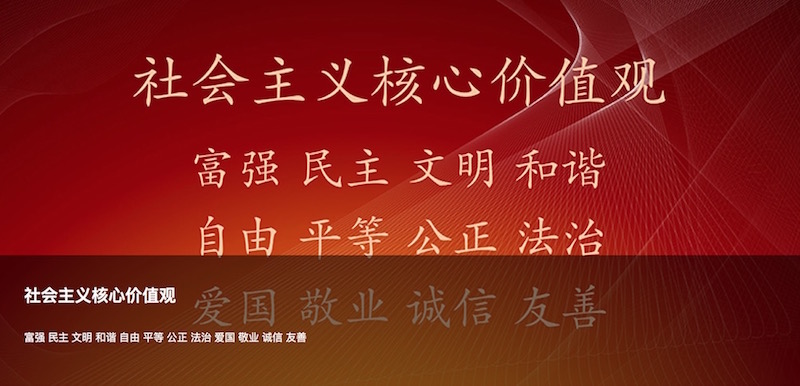 社会主义核心价值观
富强 民主 文明 和谐
自由 平等 公正 法治
爱国 敬业 诚信 友善
社会主义核心价值观
富强 民主 文明 和谐 自由 平等 公正 法治 爱国 敬业 诚信 友善